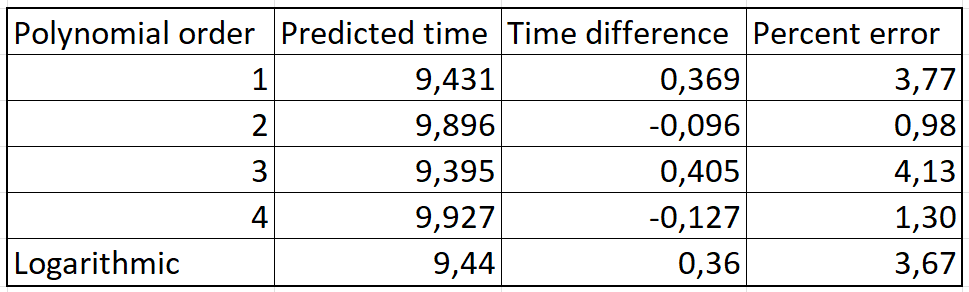 Polynomial order Predicted time Time difference Percent error
1 9,431 0,369 3,77
2 9,896 -0,096 0,98
3 9,395 0,405 4,13
4 9,927 -0,127 1,30
Logarithmic 9,44 0,36 3,67